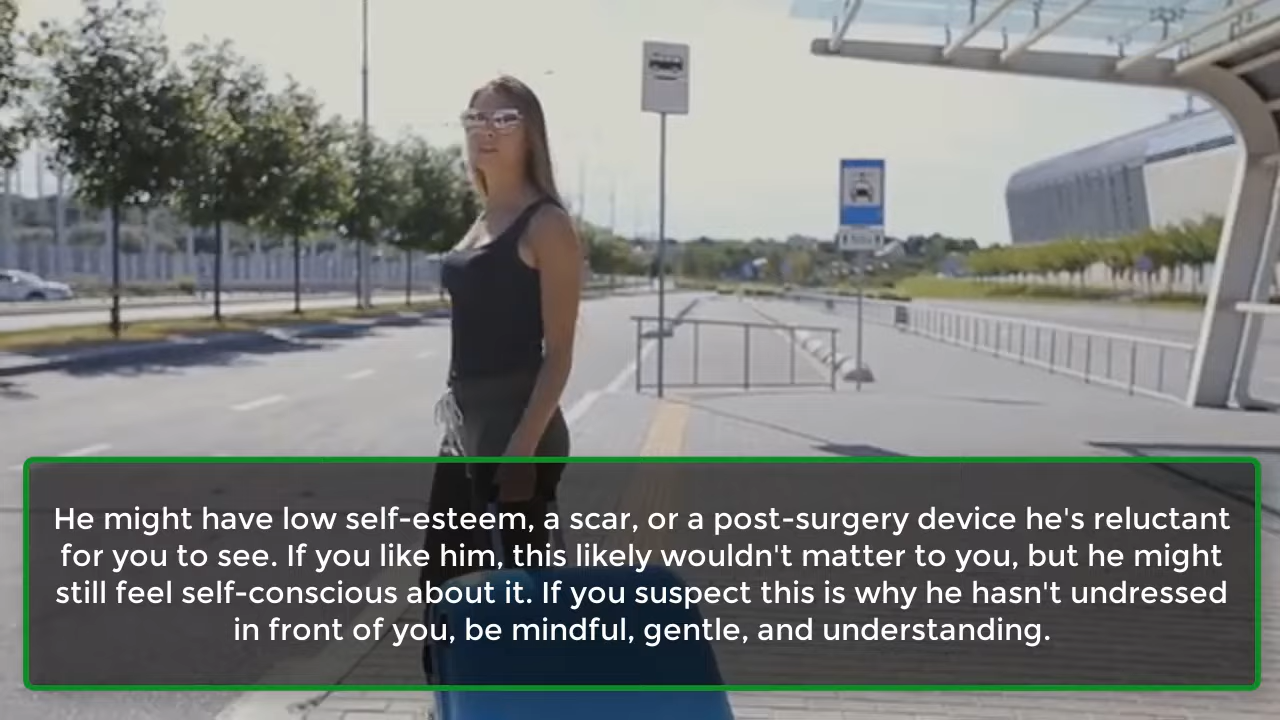 He might have low self-esteem, a scar, or a post-surgery device he's reluctant
for you to see. If you like him, this likely wouldn't matter to you, but he might
still feel self-conscious about it. If you suspect this is why he hasn't undressed
in front of you, be mindful, gentle, and understanding.